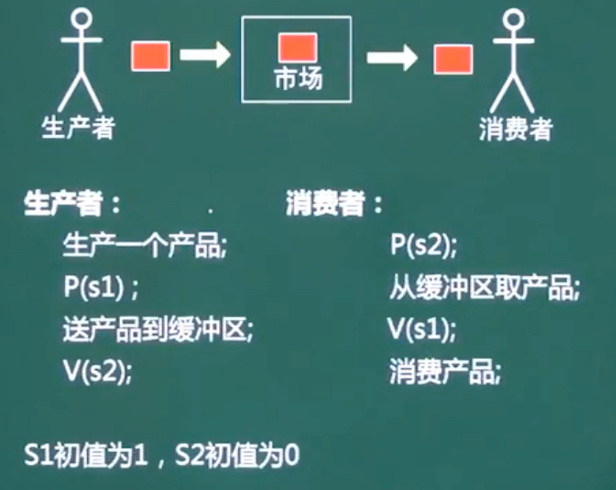 市场
生产者
消费者
生产者：
生产一个产品;
P(s1) ;
送产品到缓冲区;
V(s2);
消费者：
P(s2);
从缓冲区取产品;
V(s1);
消费产品;
S1初值为1，S2初值为0